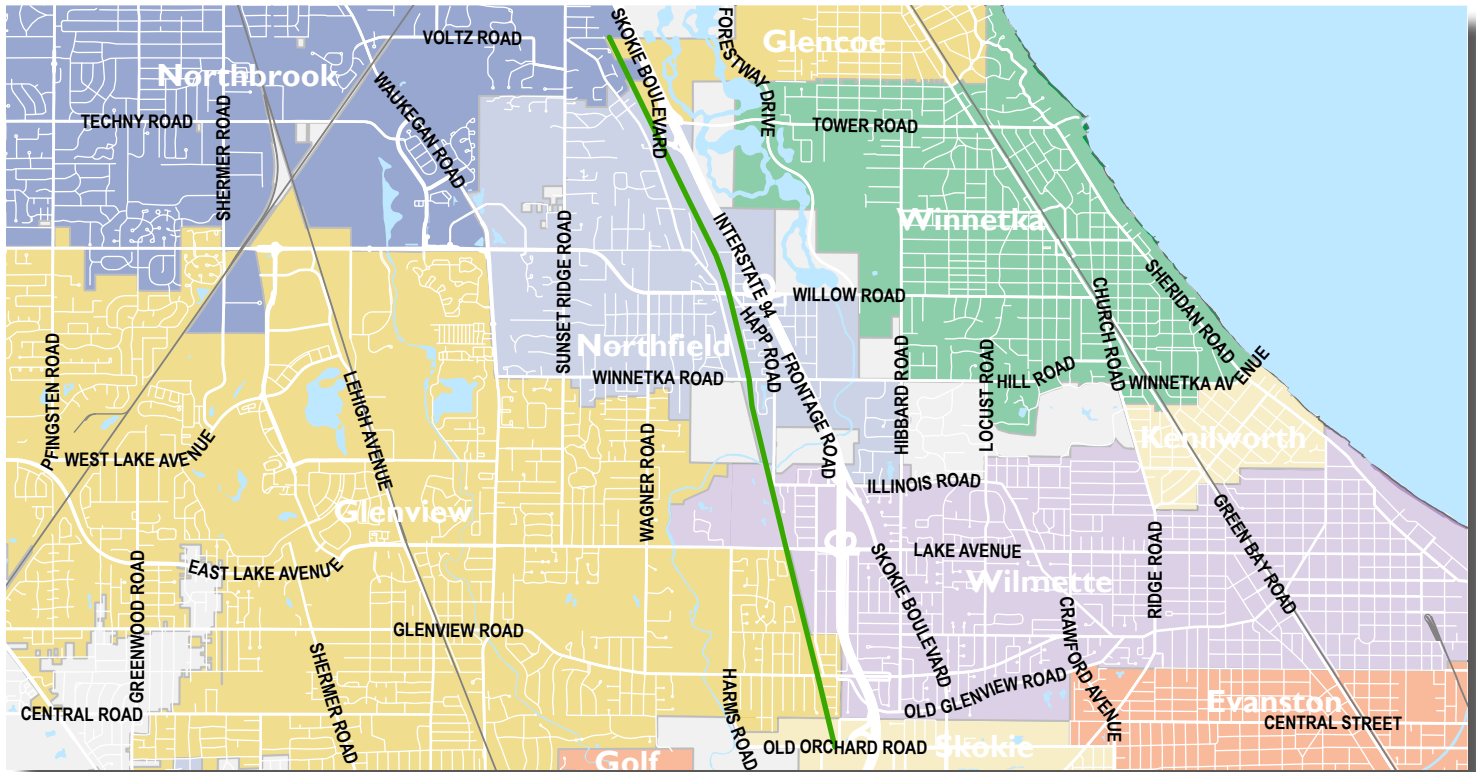 SKOKIE BOULEVARD
FORESTWAY DRIVE
VOLTZ ROAD
Glencoe
Northbrook
WAUKEGAN ROAD
TECHNY ROAD
SHERMER ROAD
TOWER ROAD
Winnetka
SUNSET RIDGE ROAD
INTERSTATE 94
SHERIDAN ROAD
WILLOW ROAD
CHURCH ROAD
HAPP ROAD
Northfield
PFINGSTEN ROAD
FRONTAGE ROAD
HIBBARD ROAD
LOCUST ROAD
HILL ROAD
WINNETKA ROAD
WINNETKA AVENUE
LEHIGH AVENUE
Kenilworth
WEST LAKE AVENUE
WAGNER ROAD
ILLINOIS ROAD
Glenview
GREEN BAY ROAD
RIDGE ROAD
LAKE AVENUE
EAST LAKE AVENUE
GREENWOOD ROAD
SKOKIE BOULEVARD
Wilmette
CRAWFORD AVENUE
GLENVIEW ROAD
SHERMER ROAD
HARMS ROAD
OLD GLENVIEW ROAD
Evanston
CENTRAL ROAD
CENTRAL STREET
OLD ORCHARD ROAD
Skokie
Golf